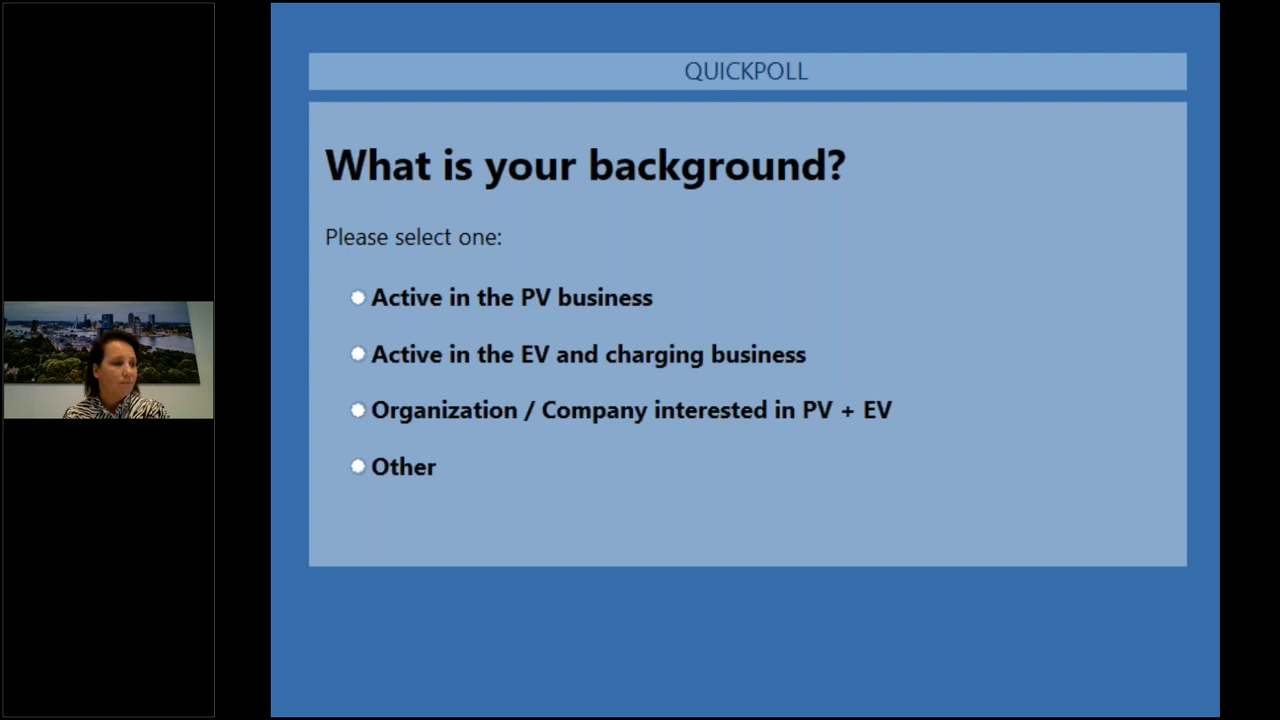 QUICKPOLL
What is your background?
Please select one:
Active in the PV business
Active in the EV and charging business
Organization / Company interested in PV + EV
Other